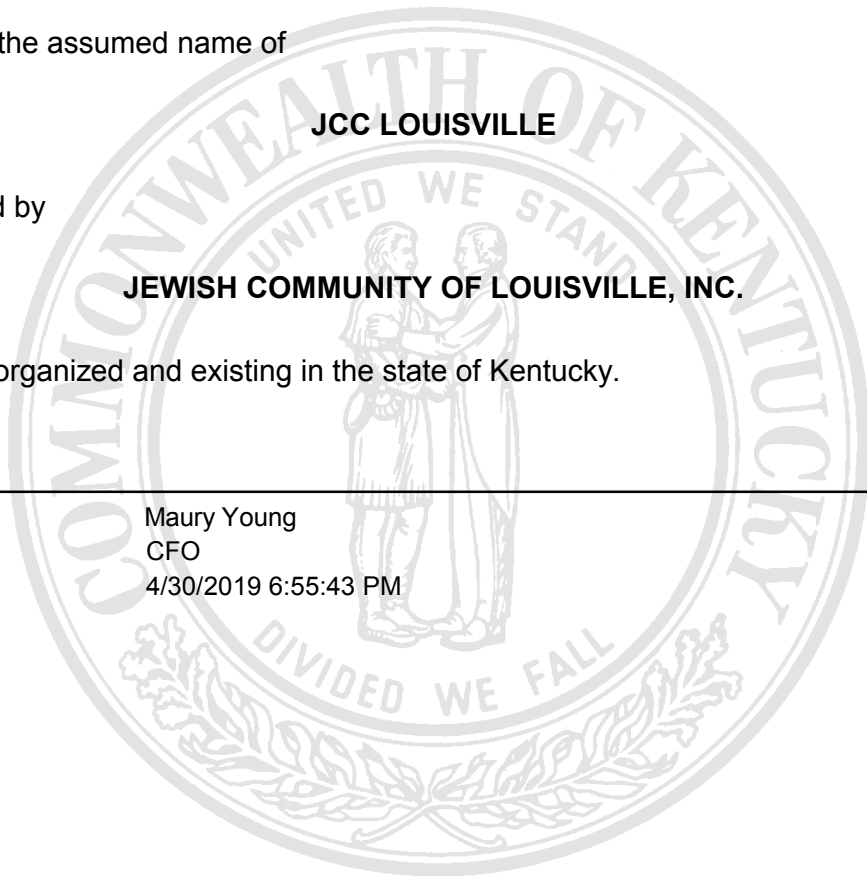 the assumed name of
JCC LOUISVILLE
d by
JEWISH COMMUNITY OF LOUISVILLE, INC.
organized and existing in the state of Kentucky.
Maury Young
CFO
4/30/2019 6:55:43 PM
COMMONWEALTH OF KENTUCKY
UNITED WE STAND
DIVIDED WE FALL